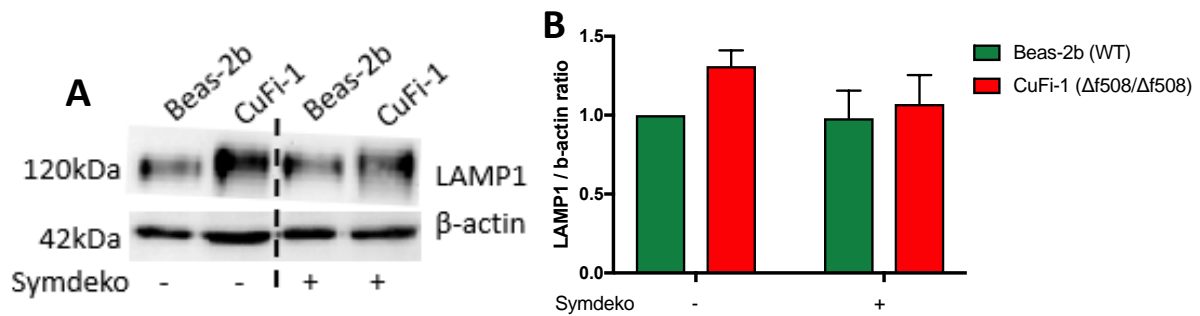 A
Beas-2b CuFi-1 Beas-2b CuFi-1
120kDa LAMP1
42kDa β-actin
Symdeko - - + +
B
LAMP1 / b-actin ratio
1.5
1.0
0.5
0.0
Symdeko - +
Beas-2b (WT)
CuFi-1 (Δf508/Δf508)